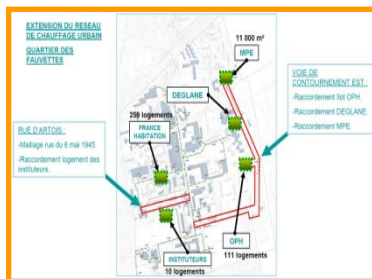 EXTENSION DU RESEAU
DE CHAUFFAGE URBAIN
QUARTIER DES
FAUVETTES
11 000 m²
MPE
DEGLANE
259 logements
FRANCE
HABITATION
VOIE DE
CONTOURNEMENT EST :
-Raccordement îlot OPH.
-Raccordement DEGLANE.
-Raccordement MPE.
RUE D'ARTOIS :
-Maillage rue du 8 mai 1945.
-Raccordement logement des
instituteurs.
OPH
111 logements
INSTITUTEURS
10 logements